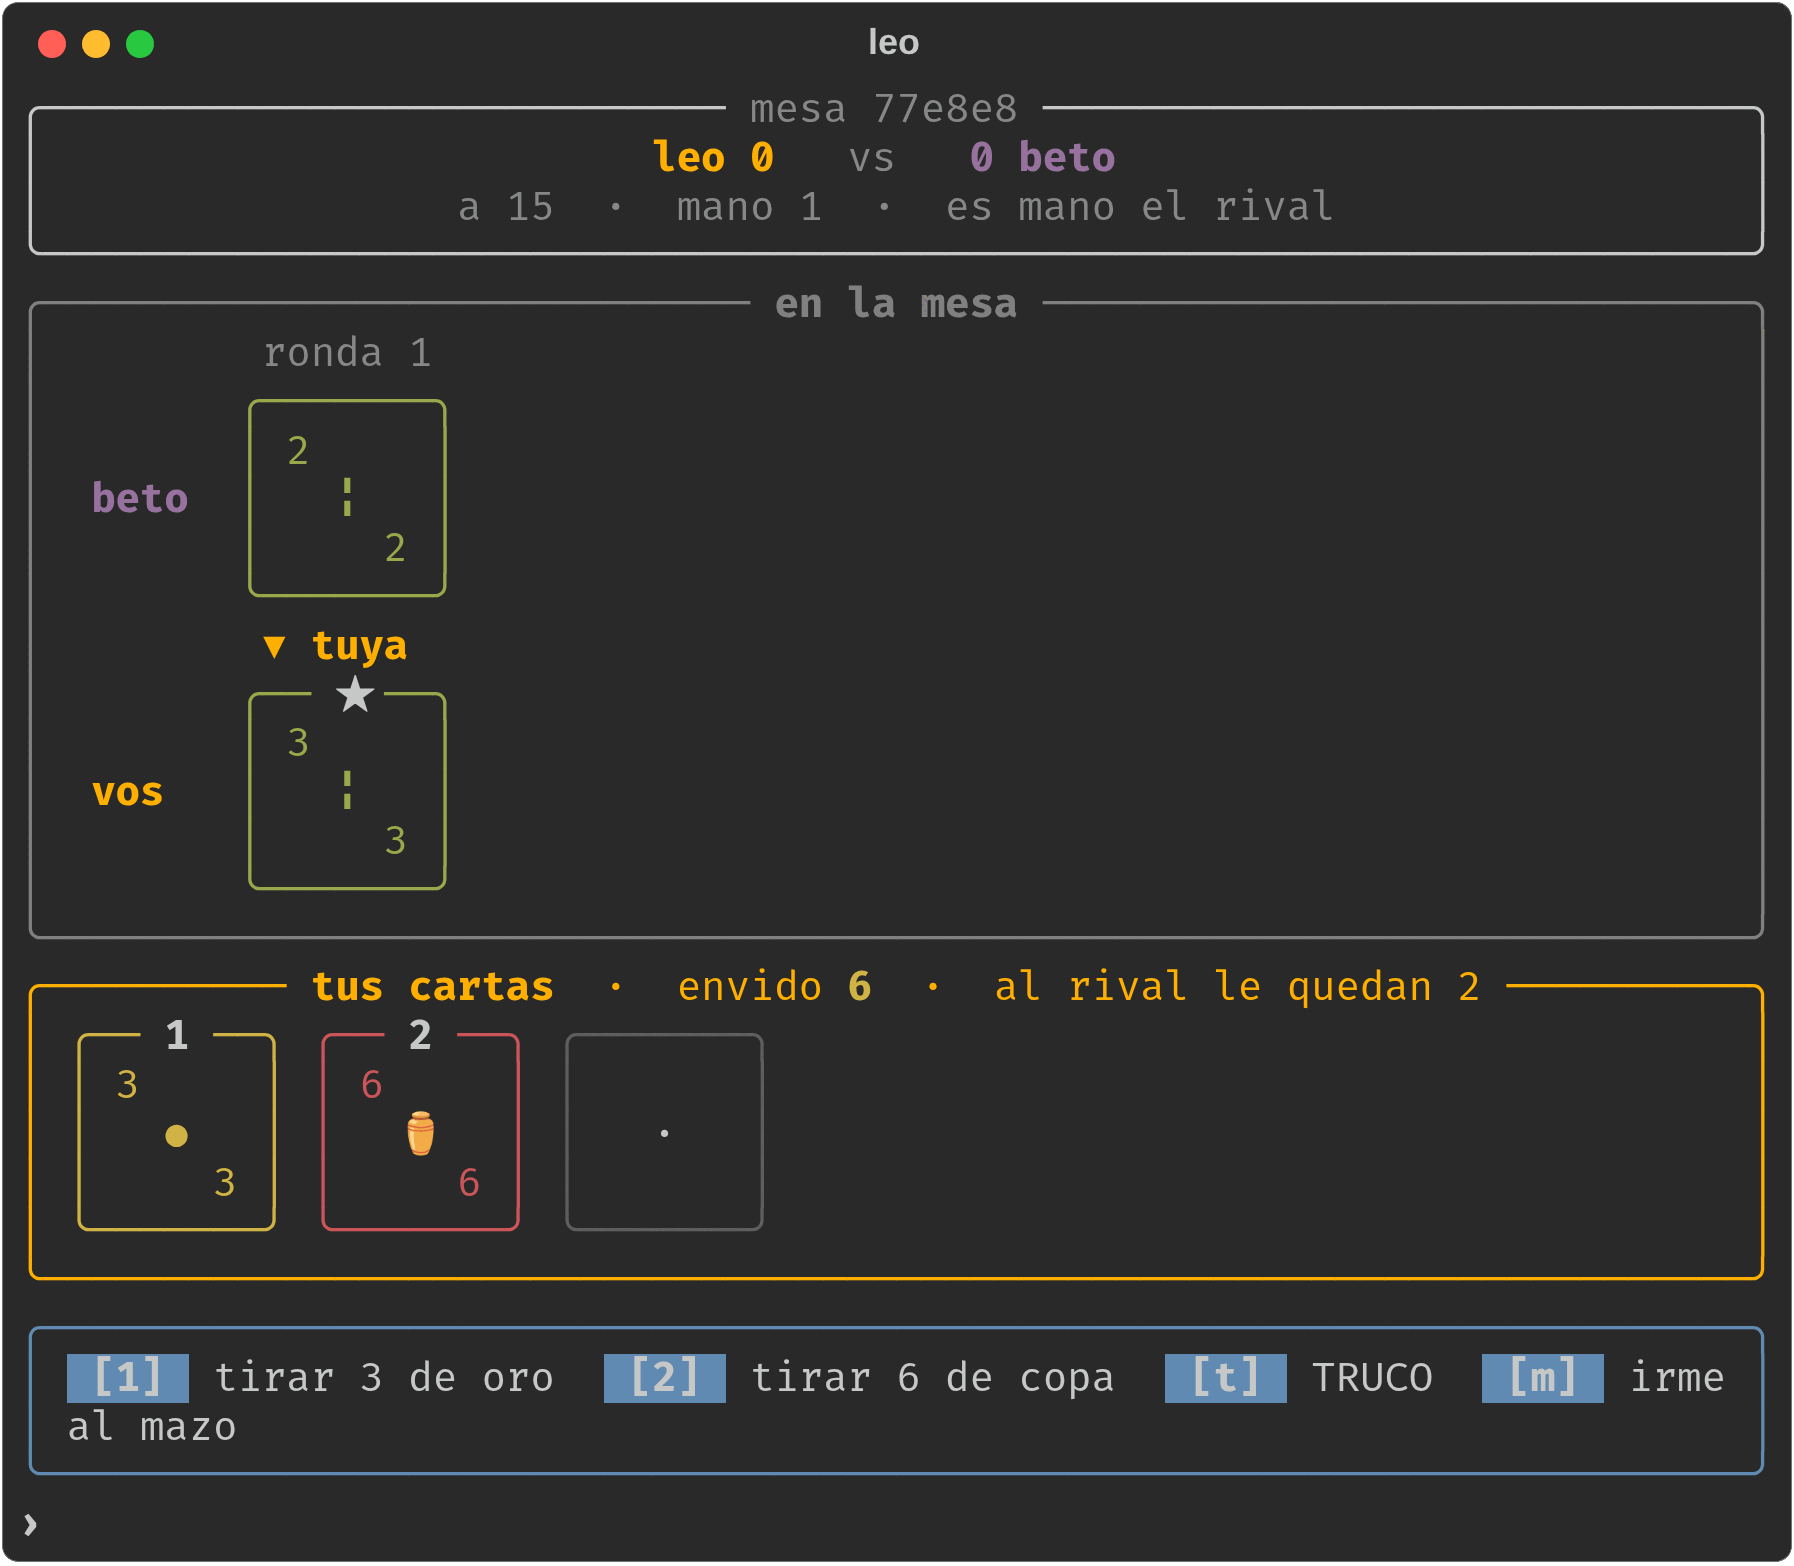 leo
mesa 77e8e8
leo 0 vs 0 beto
a 15 · mano 1 · es mano el rival
en la mesa
ronda 1
2
beto
2
▼ tuya
★
3
vos
3
tus cartas · envido 6 · al rival le quedan 2
1 2
3 6
3 6
[1] tirar 3 de oro [2] tirar 6 de copa [t] TRUCO [m] irme
al mazo
›